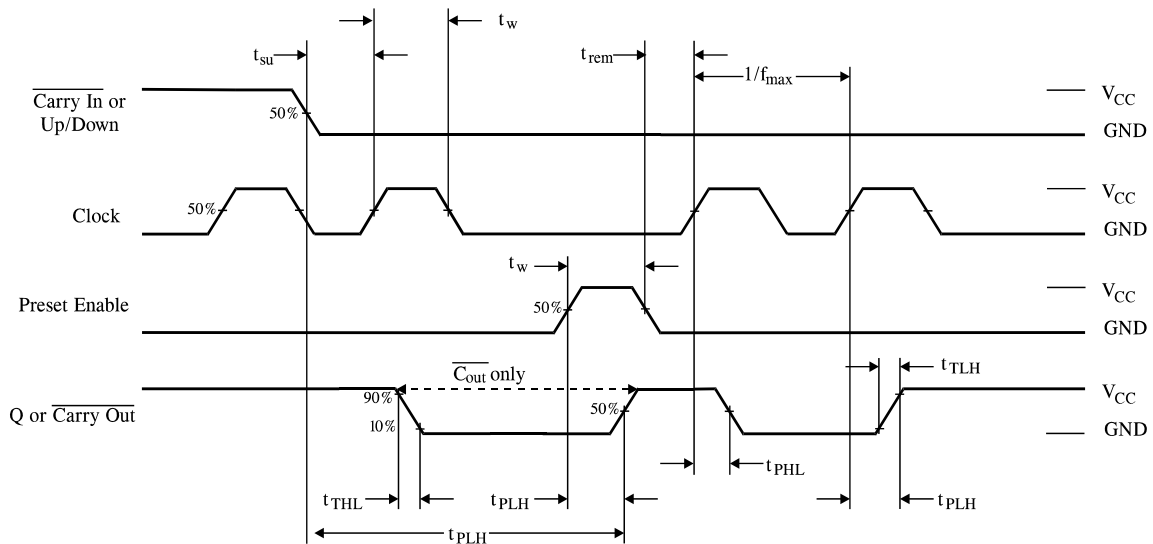 t_w
t_su
t_rem
1/f_max
Carry In or
Up/Down
50%
V_CC
GND
Clock
50%
V_CC
GND
t_w
Preset Enable
50%
V_CC
GND
C_out only
t_TLH
Q or Carry Out
90%
10%
50%
V_CC
GND
t_PHL
t_THL
t_PLH
t_PLH
t_PLH